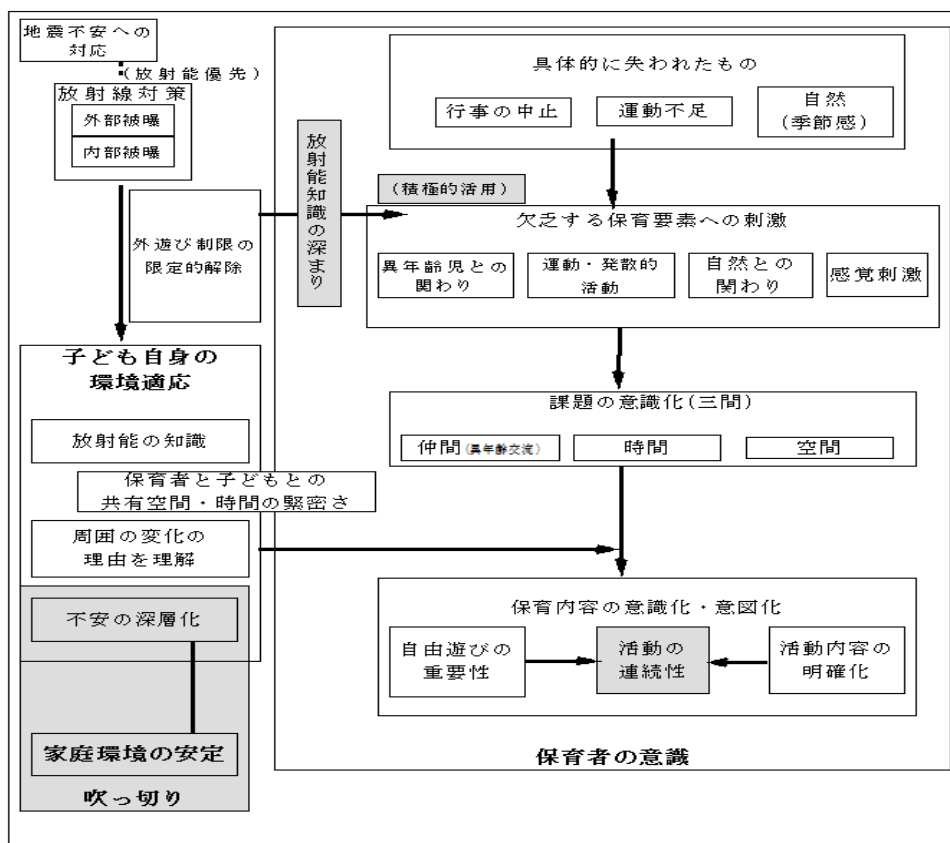 地震不安への
対応
(放射能優先)
放射線対策
外部被曝
内部被曝
外遊び制限の
限定的解除
放射能知識の深まり
(積極的活用)
子ども自身の
環境適応
放射能の知識
保育者と子どもとの
共有空間・時間の緊密さ
周囲の変化の
理由を理解
不安の深層化
家庭環境の安定
吹っ切り
具体的に失われたもの
行事の中止
運動不足
自然
(季節感)
欠乏する保育要素への刺激
異年齢児との
関わり
運動・発散的
活動
自然との
関わり
感覚刺激
課題の意識化(三間)
仲間(異年齢交流)
時間
空間
保育内容の意識化・意図化
自由遊びの
重要性
活動の
連続性
活動内容の
明確化
保育者の意識